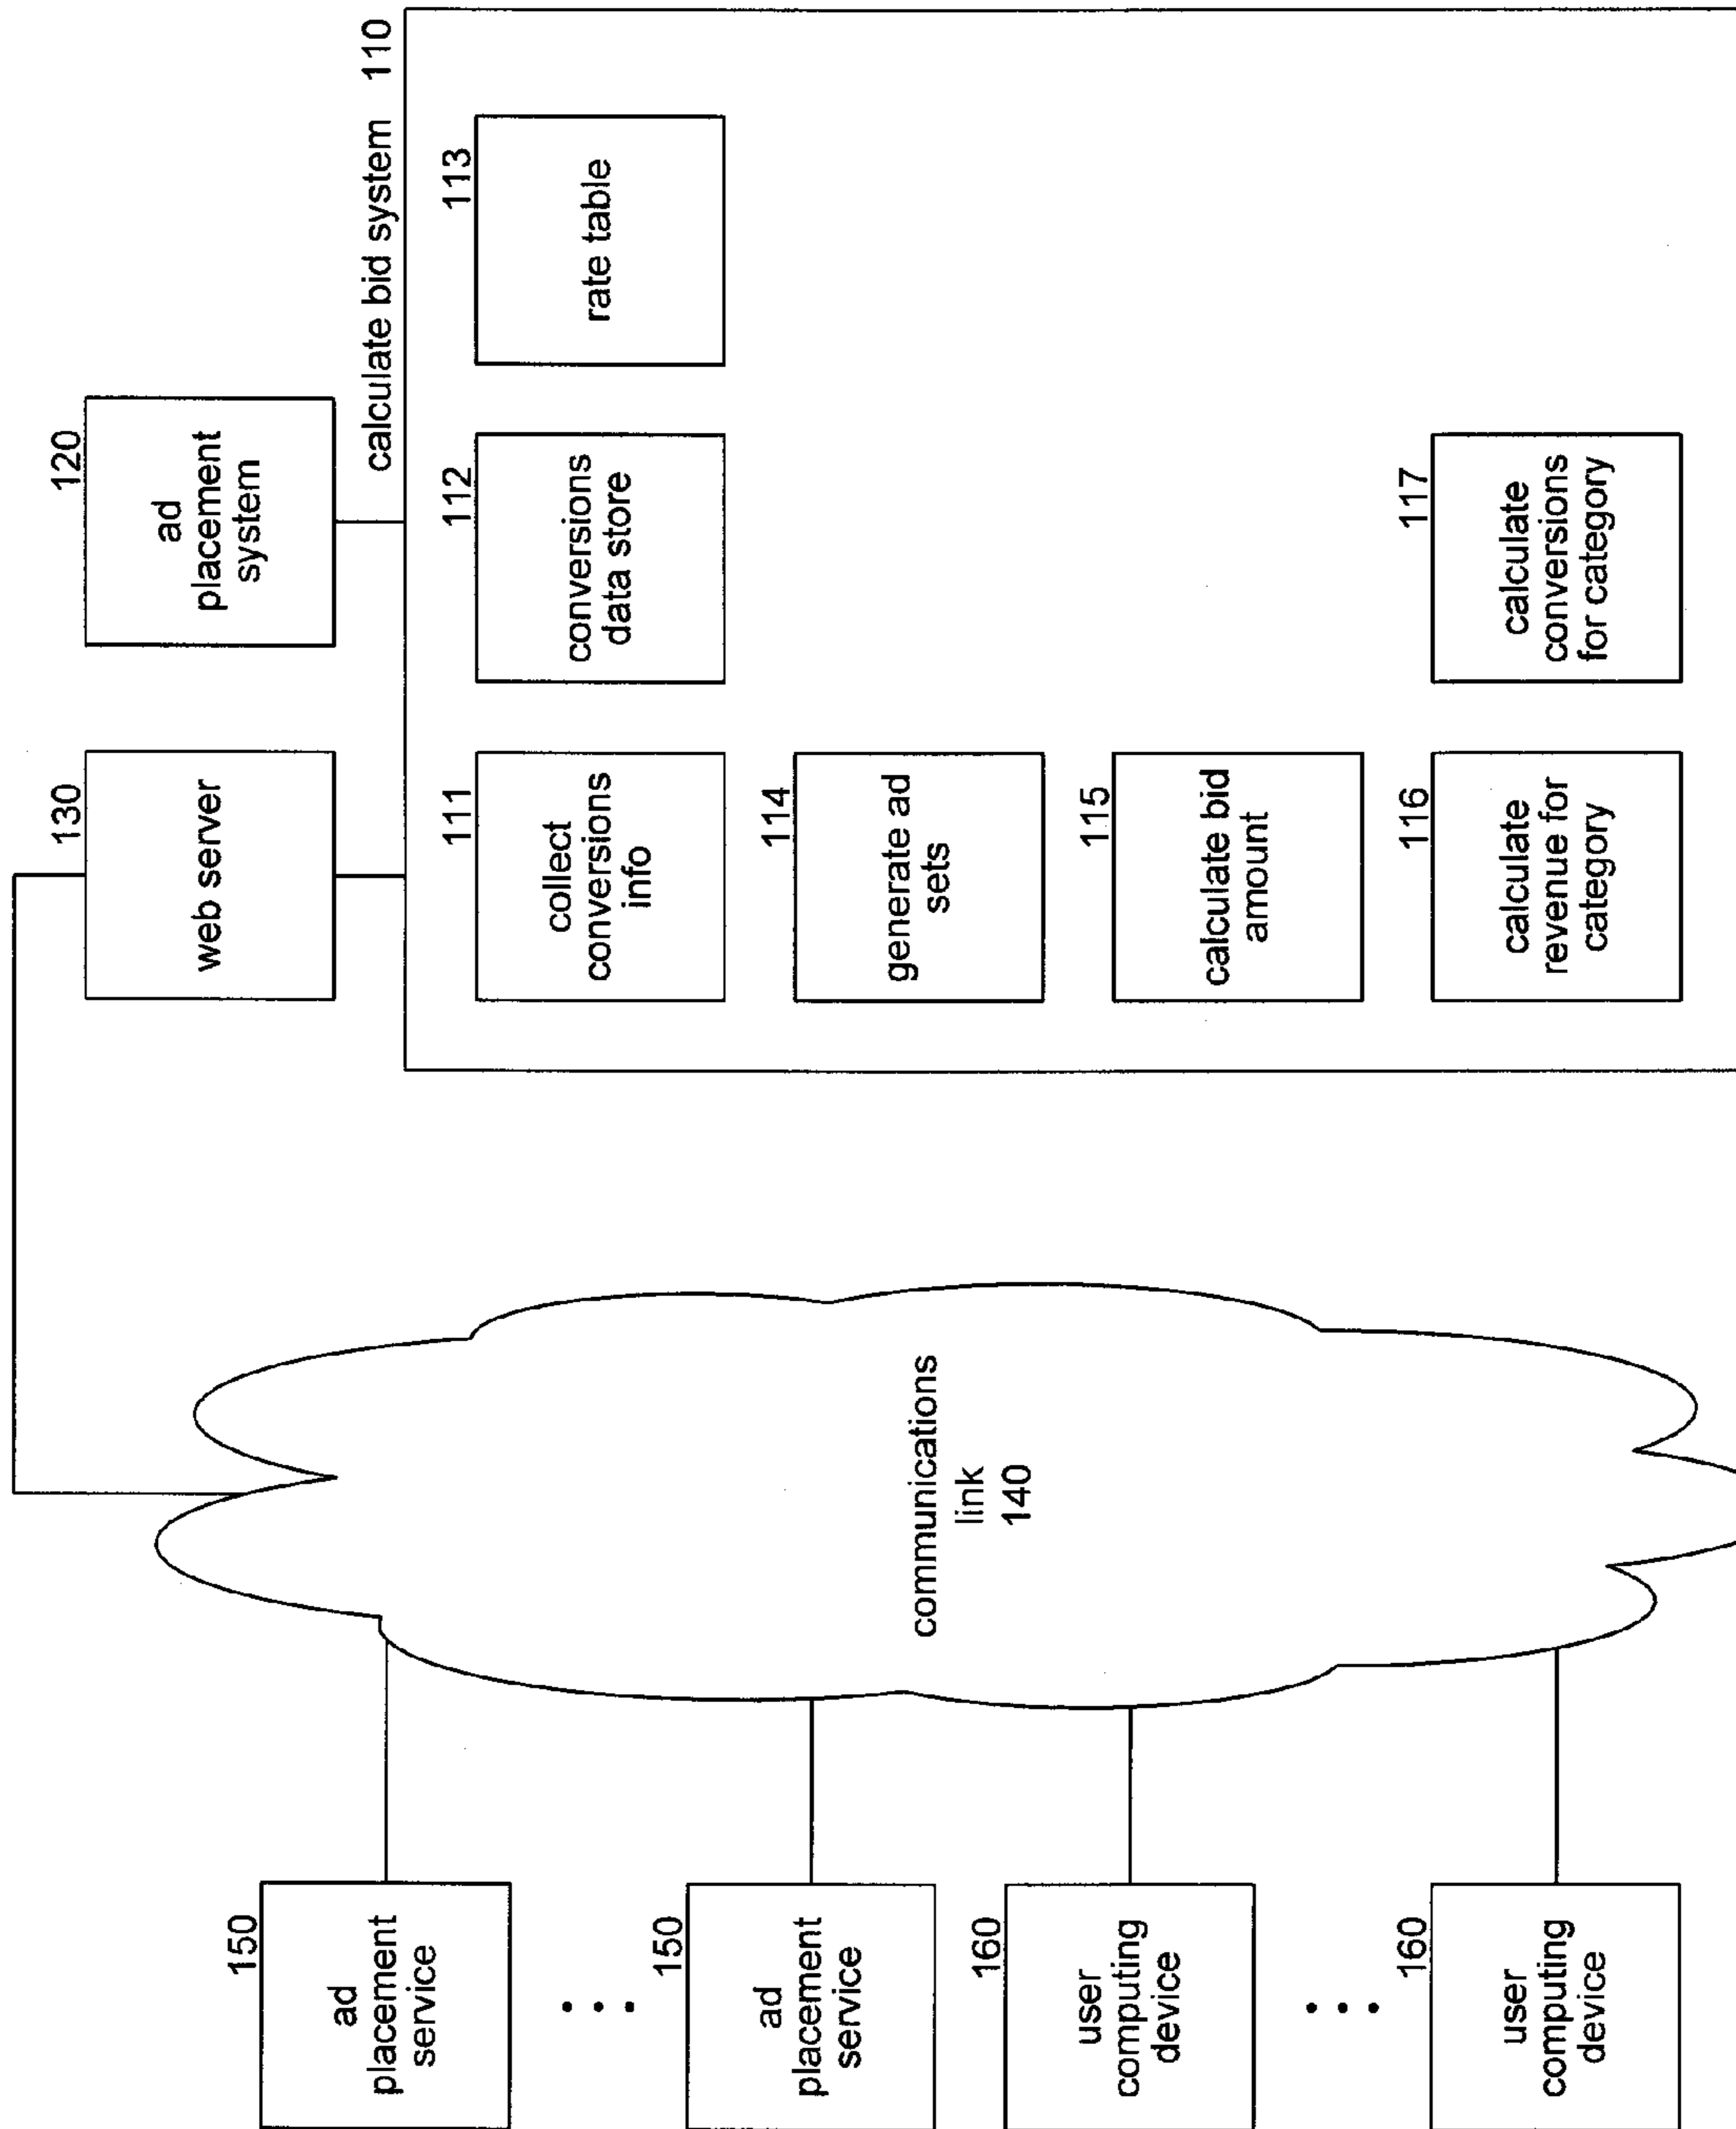 150
ad
placement
service
150
ad
placement
service
160
user
computing
device
160
user
computing
device
communications
link
140
130
web server
120
ad
placement
system
calculate bid system 110
111
collect
conversions
info
112
conversions
data store
113
rate table
114
generate ad
sets
115
calculate bid
amount
116
calculate
revenue for
category
117
calculate
conversions
for category